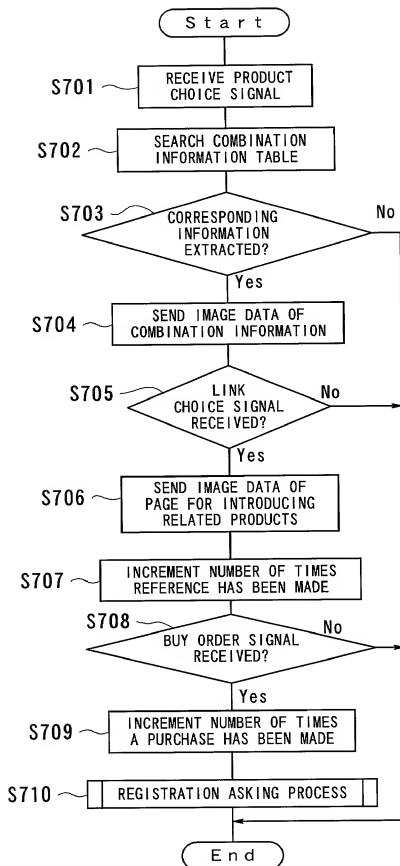 Start
S701
RECEIVE PRODUCT
CHOICE SIGNAL
S702
SEARCH COMBINATION
INFORMATION TABLE
S703
CORRESPONDING
INFORMATION
EXTRACTED?
No
Yes
S704
SEND IMAGE DATA OF
COMBINATION INFORMATION
S705
LINK
CHOICE SIGNAL
RECEIVED?
No
Yes
S706
SEND IMAGE DATA OF
PAGE FOR INTRODUCING
RELATED PRODUCTS
S707
INCREMENT NUMBER OF TIMES
REFERENCE HAS BEEN MADE
S708
BUY ORDER SIGNAL
RECEIVED?
No
Yes
S709
INCREMENT NUMBER OF TIMES
A PURCHASE HAS BEEN MADE
S710
REGISTRATION ASKING PROCESS
End